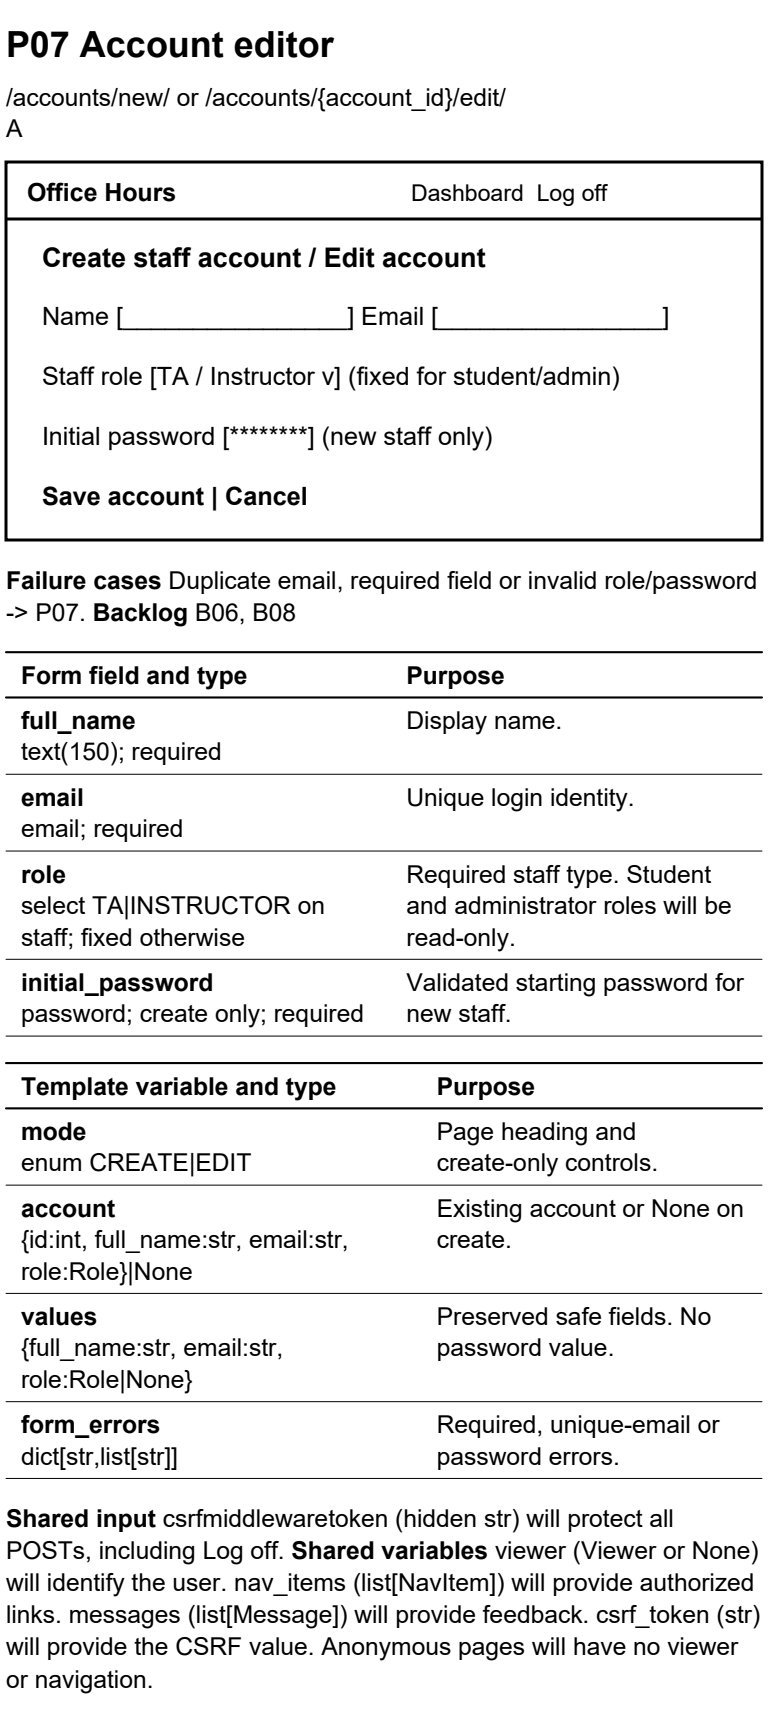 P07 Account editor
/accounts/new/ or /accounts/{account_id}/edit/
A
Office Hours Dashboard Log off
Create staff account / Edit account
Name [________________] Email [________________]
Staff role [TA / Instructor v] (fixed for student/admin)
Initial password [********] (new staff only)
Save account | Cancel
Failure cases Duplicate email, required field or invalid role/password
-> P07. Backlog B06, B08
Form field and type Purpose
full_name Display name.
text(150); required
email Unique login identity.
email; required
role Required staff type. Student
select TA|INSTRUCTOR on and administrator roles will be
staff; fixed otherwise read-only.
initial_password Validated starting password for
password; create only; required new staff.
Template variable and type Purpose
mode Page heading and
enum CREATE|EDIT create-only controls.
account Existing account or None on
{id:int, full_name:str, email:str, create.
role:Role}|None
values Preserved safe fields. No
{full_name:str, email:str, password value.
role:Role|None}
form_errors Required, unique-email or
dict[str,list[str]] password errors.
Shared input csrfmiddlewaretoken (hidden str) will protect all
POSTs, including Log off. Shared variables viewer (Viewer or None)
will identify the user. nav_items (list[NavItem]) will provide authorized
links. messages (list[Message]) will provide feedback. csrf_token (str)
will provide the CSRF value. Anonymous pages will have no viewer
or navigation.